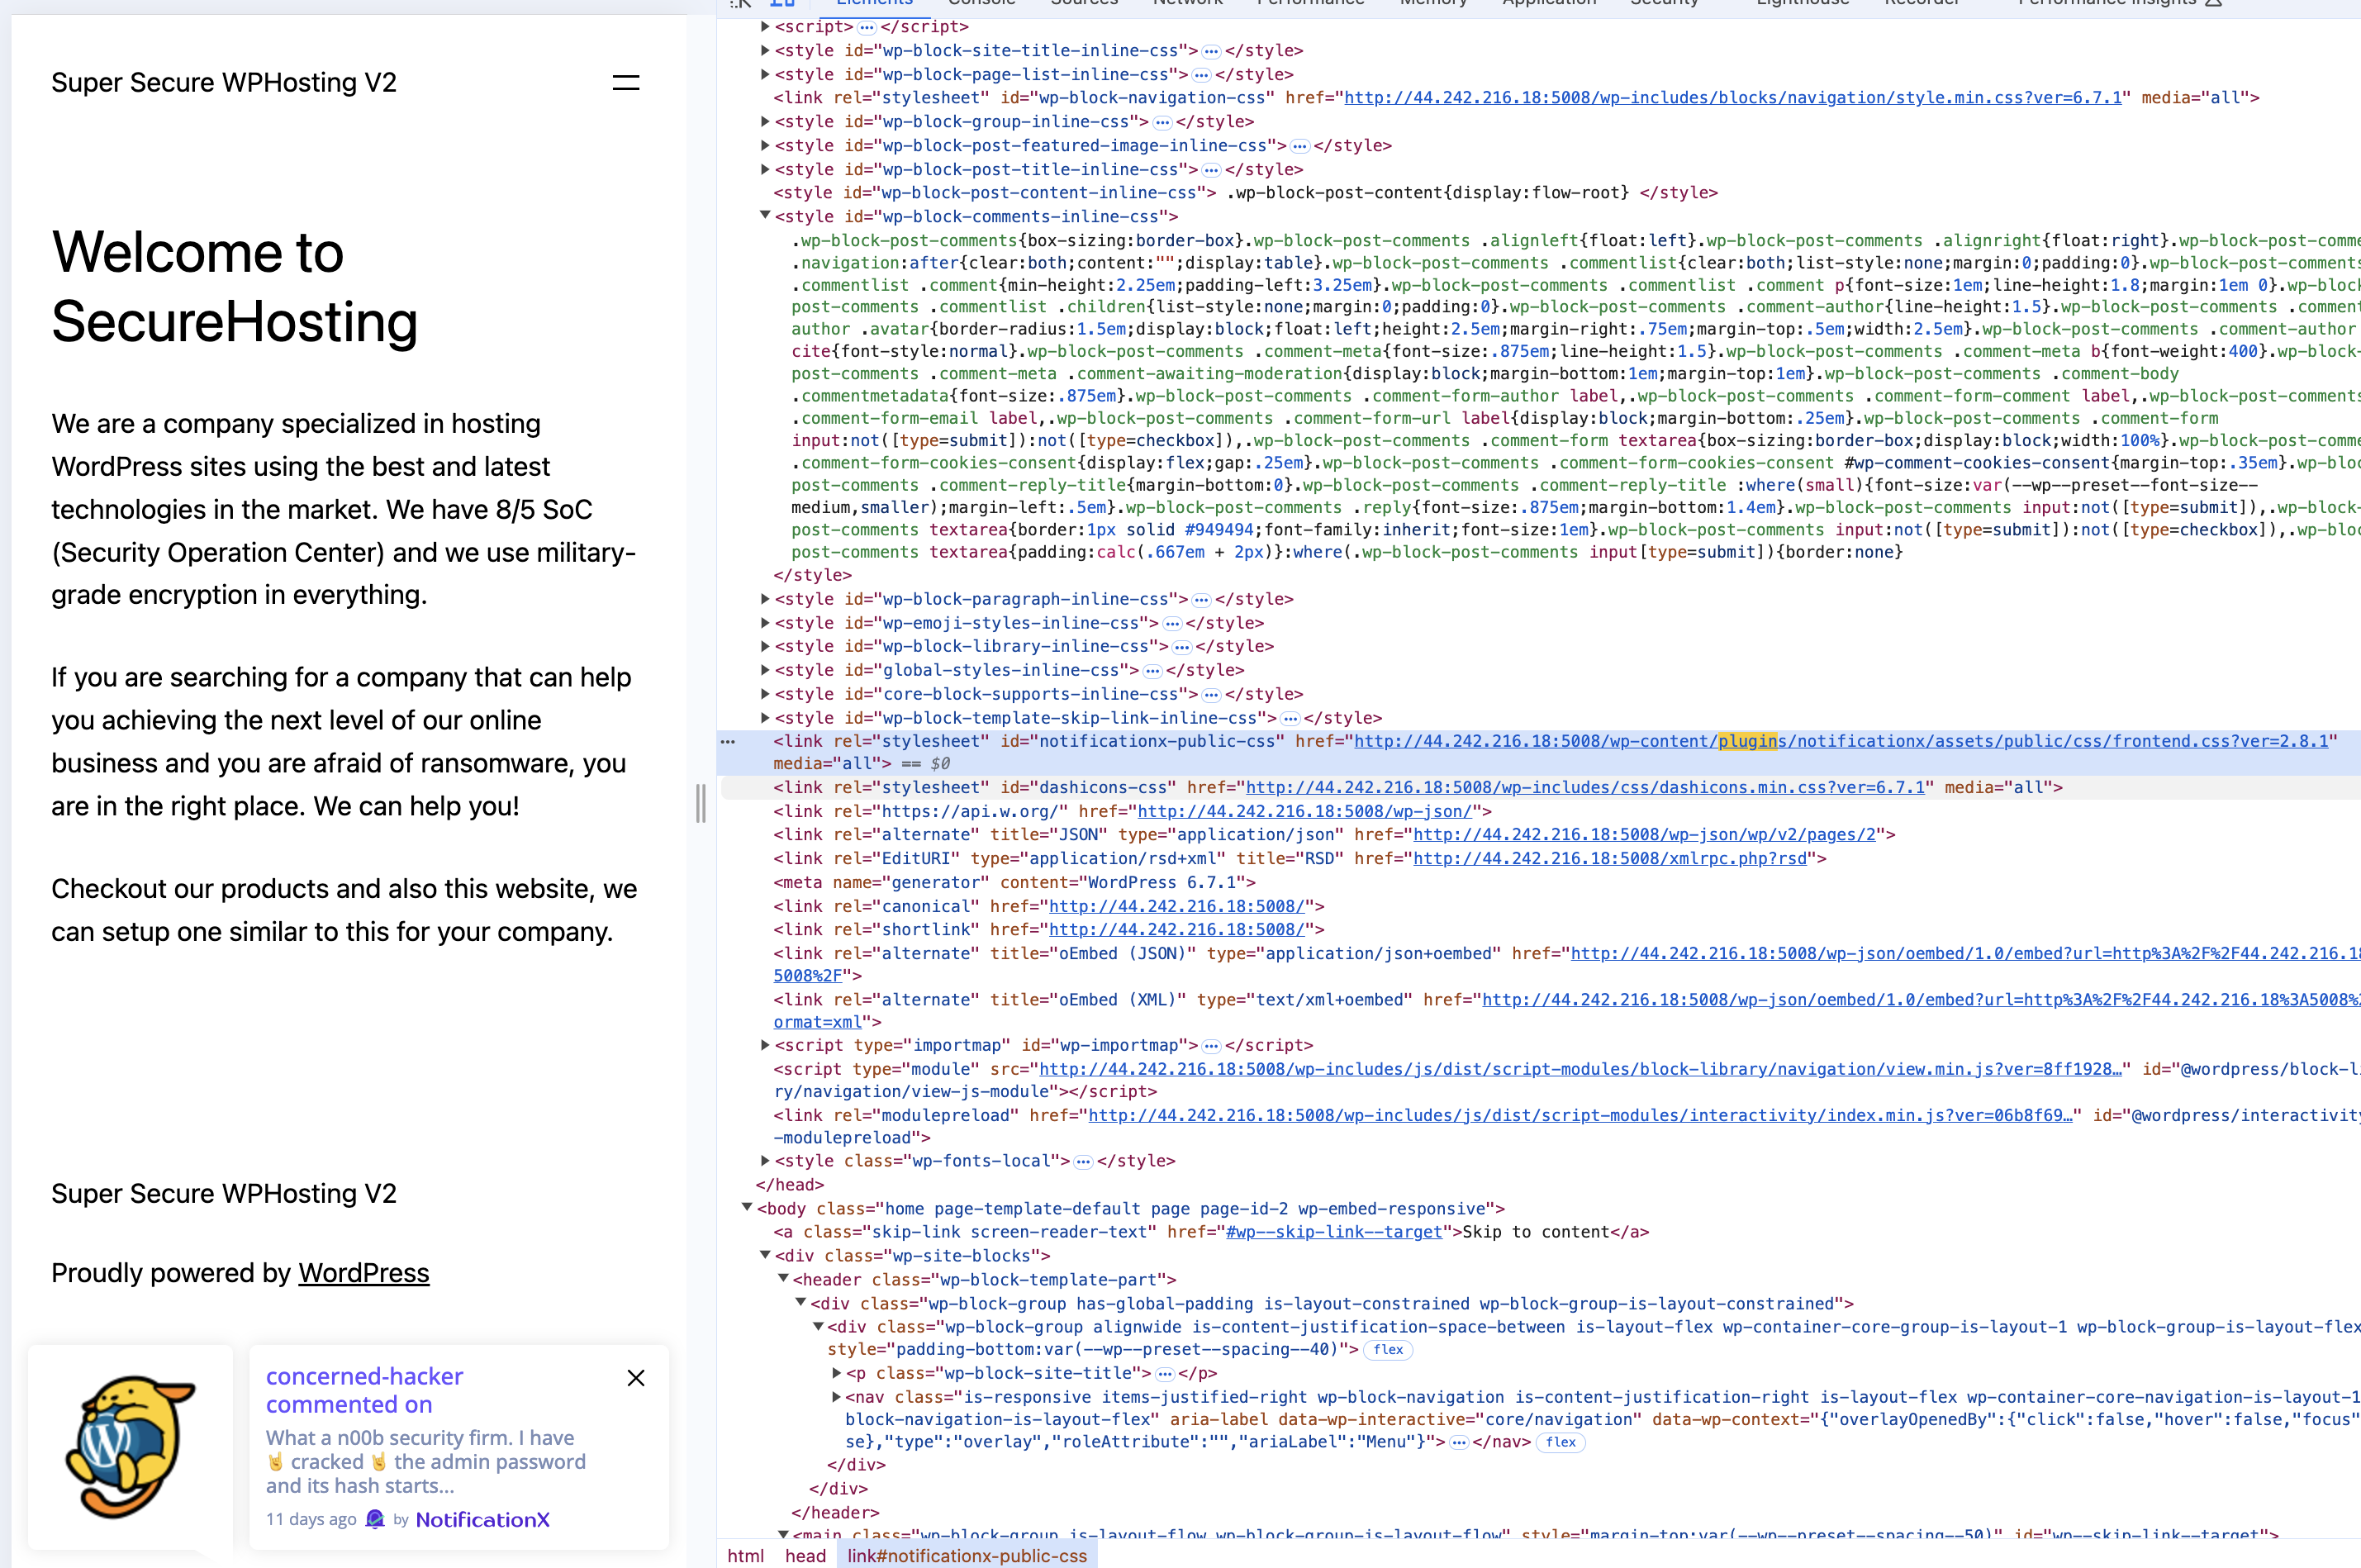 Super Secure WPHosting V2
Welcome to
SecureHosting
We are a company specialized in hosting
WordPress sites using the best and latest
technologies in the market. We have 8/5 SoC
(Security Operation Center) and we use military-
grade encryption in everything.
If you are searching for a company that can help
you achieving the next level of our online
business and you are afraid of ransomware, you
are in the right place. We can help you!
Checkout our products and also this website, we
can setup one similar to this for your company.
Super Secure WPHosting V2
Proudly powered by WordPress
concerned-hacker
commented on
What a n00b security firm. I have
🤘 cracked 🤘 the admin password
and its hash starts...
11 days ago by NotificationX
Elements Console Sources Network Performance Memory Application Security Lighthouse Recorder Performance insights
<script>…</script>
<style id="wp-block-site-title-inline-css">…</style>
<style id="wp-block-page-list-inline-css">…</style>
<link rel="stylesheet" id="wp-block-navigation-css" href="http://44.242.216.18:5008/wp-includes/blocks/navigation/style.min.css?ver=6.7.1" media="all">
<style id="wp-block-group-inline-css">…</style>
<style id="wp-block-post-featured-image-inline-css">…</style>
<style id="wp-block-post-title-inline-css">…</style>
<style id="wp-block-post-content-inline-css"> .wp-block-post-content{display:flow-root} </style>
<style id="wp-block-comments-inline-css">
.wp-block-post-comments{box-sizing:border-box}.wp-block-post-comments .alignleft{float:left}.wp-block-post-comments .alignright{float:right}.wp-block-post-comme
.navigation:after{clear:both;content:"";display:table}.wp-block-post-comments .commentlist{clear:both;list-style:none;margin:0;padding:0}.wp-block-post-comments
.commentlist .comment{min-height:2.25em;padding-left:3.25em}.wp-block-post-comments .commentlist .comment p{font-size:1em;line-height:1.8;margin:1em 0}.wp-block
post-comments .commentlist .children{list-style:none;margin:0;padding:0}.wp-block-post-comments .comment-author{line-height:1.5}.wp-block-post-comments .comment
author .avatar{border-radius:1.5em;display:block;float:left;height:2.5em;margin-right:.75em;margin-top:.5em;width:2.5em}.wp-block-post-comments .comment-author
cite{font-style:normal}.wp-block-post-comments .comment-meta{font-size:.875em;line-height:1.5}.wp-block-post-comments .comment-meta b{font-weight:400}.wp-block-
post-comments .comment-meta .comment-awaiting-moderation{display:block;margin-bottom:1em;margin-top:1em}.wp-block-post-comments .comment-body
.commentmetadata{font-size:.875em}.wp-block-post-comments .comment-form-author label,.wp-block-post-comments .comment-form-comment label,.wp-block-post-comments
.comment-form-email label,.wp-block-post-comments .comment-form-url label{display:block;margin-bottom:.25em}.wp-block-post-comments .comment-form
input:not([type=submit]):not([type=checkbox]),.wp-block-post-comments .comment-form textarea{box-sizing:border-box;display:block;width:100%}.wp-block-post-comme
.comment-form-cookies-consent{display:flex;gap:.25em}.wp-block-post-comments .comment-form-cookies-consent #wp-comment-cookies-consent{margin-top:.35em}.wp-bloc
post-comments .comment-reply-title{margin-bottom:0}.wp-block-post-comments .comment-reply-title :where(small){font-size:var(--wp--preset--font-size--
medium,smaller);margin-left:.5em}.wp-block-post-comments .reply{font-size:.875em;margin-bottom:1.4em}.wp-block-post-comments input:not([type=submit]),.wp-block-
post-comments textarea{border:1px solid #949494;font-family:inherit;font-size:1em}.wp-block-post-comments input:not([type=submit]):not([type=checkbox]),.wp-bloc
post-comments textarea{padding:calc(.667em + 2px)}:where(.wp-block-post-comments input[type=submit]){border:none}
</style>
<style id="wp-block-paragraph-inline-css">…</style>
<style id="wp-emoji-styles-inline-css">…</style>
<style id="wp-block-library-inline-css">…</style>
<style id="global-styles-inline-css">…</style>
<style id="core-block-supports-inline-css">…</style>
<style id="wp-block-template-skip-link-inline-css">…</style>
<link rel="stylesheet" id="notificationx-public-css" href="http://44.242.216.18:5008/wp-content/plugins/notificationx/assets/public/css/frontend.css?ver=2.8.1"
media="all"> == $0
<link rel="stylesheet" id="dashicons-css" href="http://44.242.216.18:5008/wp-includes/css/dashicons.min.css?ver=6.7.1" media="all">
<link rel="https://api.w.org/" href="http://44.242.216.18:5008/wp-json/">
<link rel="alternate" title="JSON" type="application/json" href="http://44.242.216.18:5008/wp-json/wp/v2/pages/2">
<link rel="EditURI" type="application/rsd+xml" title="RSD" href="http://44.242.216.18:5008/xmlrpc.php?rsd">
<meta name="generator" content="WordPress 6.7.1">
<link rel="canonical" href="http://44.242.216.18:5008/">
<link rel="shortlink" href="http://44.242.216.18:5008/">
<link rel="alternate" title="oEmbed (JSON)" type="application/json+oembed" href="http://44.242.216.18:5008/wp-json/oembed/1.0/embed?url=http%3A%2F%2F44.242.216.18
5008%2F">
<link rel="alternate" title="oEmbed (XML)" type="text/xml+oembed" href="http://44.242.216.18:5008/wp-json/oembed/1.0/embed?url=http%3A%2F%2F44.242.216.18%3A5008%2
ormat=xml">
<script type="importmap" id="wp-importmap">…</script>
<script type="module" src="http://44.242.216.18:5008/wp-includes/js/dist/script-modules/block-library/navigation/view.min.js?ver=8ff1928…" id="@wordpress/block-li
ry/navigation/view-js-module"></script>
<link rel="modulepreload" href="http://44.242.216.18:5008/wp-includes/js/dist/script-modules/interactivity/index.min.js?ver=06b8f69…" id="@wordpress/interactivity
-modulepreload">
<style class="wp-fonts-local">…</style>
</head>
<body class="home page-template-default page page-id-2 wp-embed-responsive">
<a class="skip-link screen-reader-text" href="#wp--skip-link--target">Skip to content</a>
<div class="wp-site-blocks">
<header class="wp-block-template-part">
<div class="wp-block-group has-global-padding is-layout-constrained wp-block-group-is-layout-constrained">
<div class="wp-block-group alignwide is-content-justification-space-between is-layout-flex wp-container-core-group-is-layout-1 wp-block-group-is-layout-flex
style="padding-bottom:var(--wp--preset--spacing--40)"> flex
<p class="wp-block-site-title">…</p>
<nav class="is-responsive items-justified-right wp-block-navigation is-content-justification-right is-layout-flex wp-container-core-navigation-is-layout-1
block-navigation-is-layout-flex" aria-label data-wp-interactive="core/navigation" data-wp-context="{"overlayOpenedBy":{"click":false,"hover":false,"focus"
se},"type":"overlay","roleAttribute":"","ariaLabel":"Menu"}">…</nav> flex
</div>
</div>
</header>
<main class="wp-block-group is-layout-flow wp-block-group-is-layout-flow" style="margin-top:var(--wp--preset--spacing--50)" id="wp--skip-link--target">
html head link#notificationx-public-css